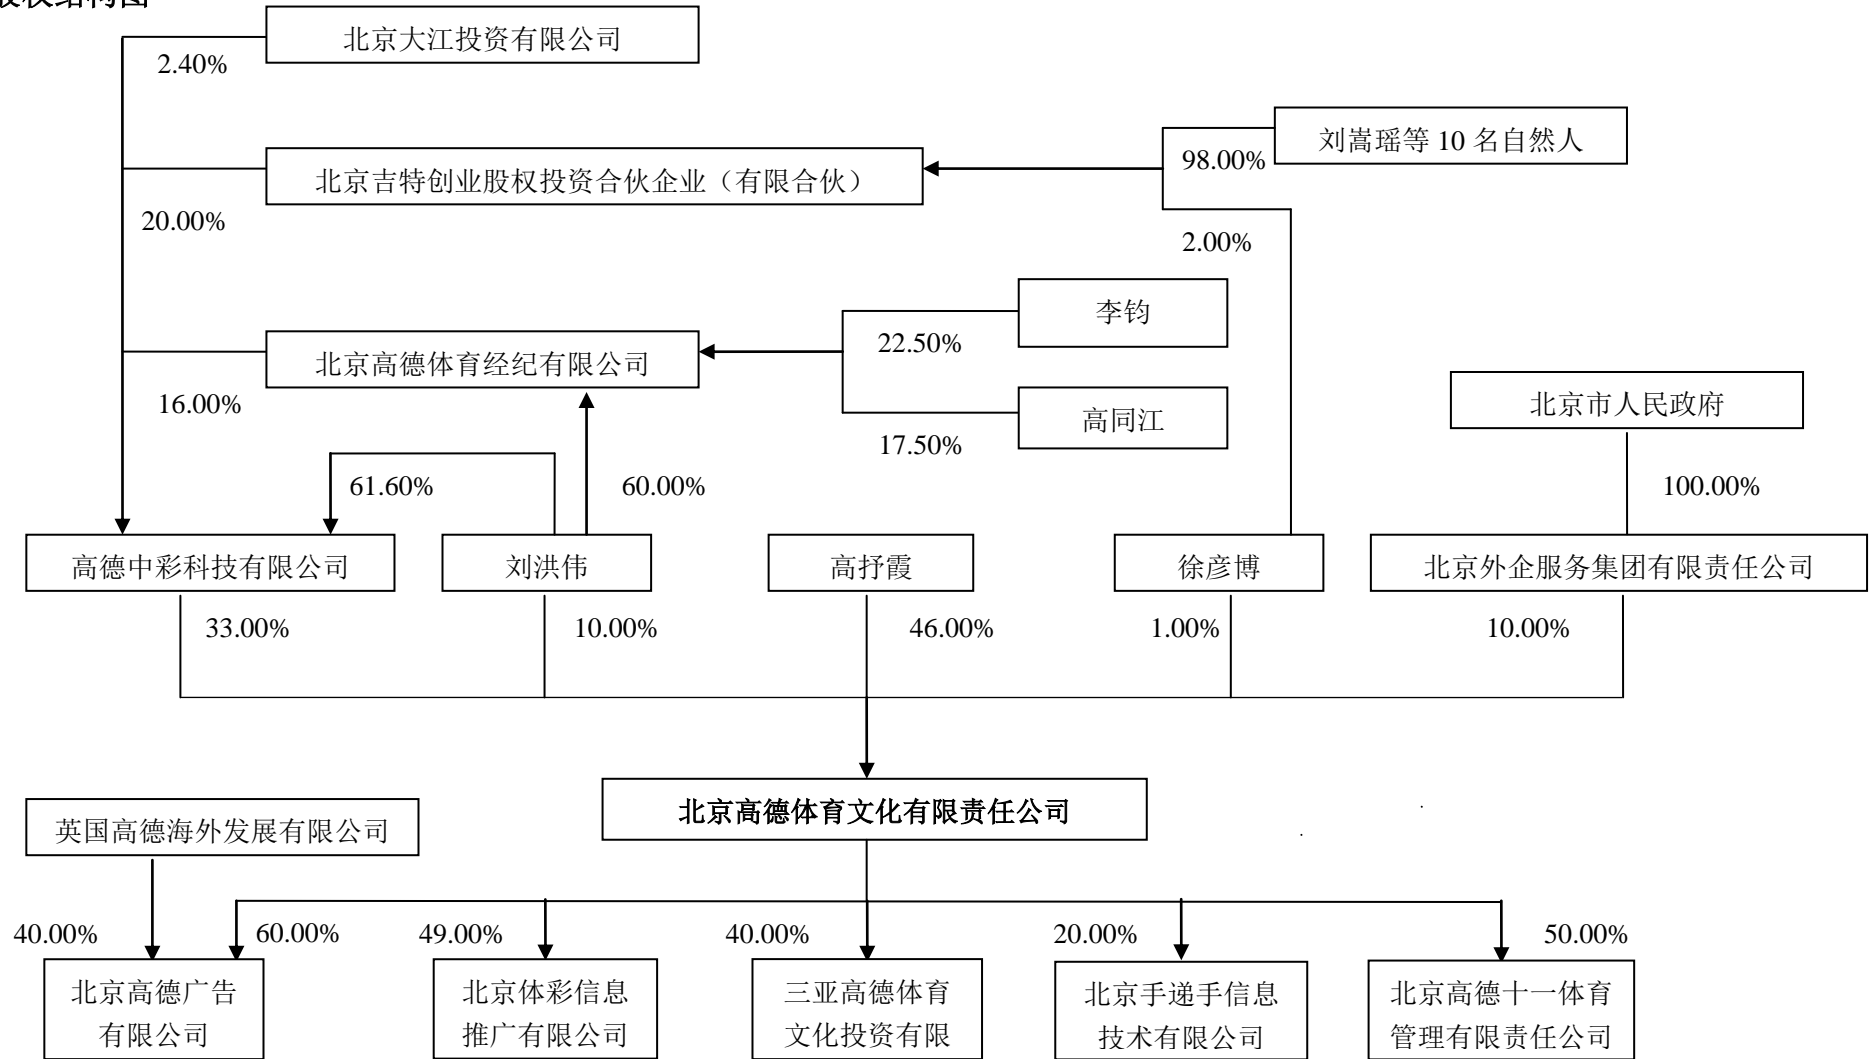 股权结构图
北京大江投资有限公司
2.40%
刘嵩瑶等 10 名自然人
98.00%
北京吉特创业股权投资合伙企业（有限合伙）
20.00%
2.00%
李钧
22.50%
北京高德体育经纪有限公司
16.00%
高同江
17.50%
北京市人民政府
61.60%
60.00%
100.00%
高德中彩科技有限公司
刘洪伟
高抒霞
徐彦博
北京外企服务集团有限责任公司
33.00%
10.00%
46.00%
1.00%
10.00%
北京高德体育文化有限责任公司
英国高德海外发展有限公司
40.00%
60.00%
49.00%
40.00%
20.00%
50.00%
北京高德广告
有限公司
北京体彩信息
推广有限公司
三亚高德体育
文化投资有限
北京手递手信息
技术有限公司
北京高德十一体育
管理有限责任公司